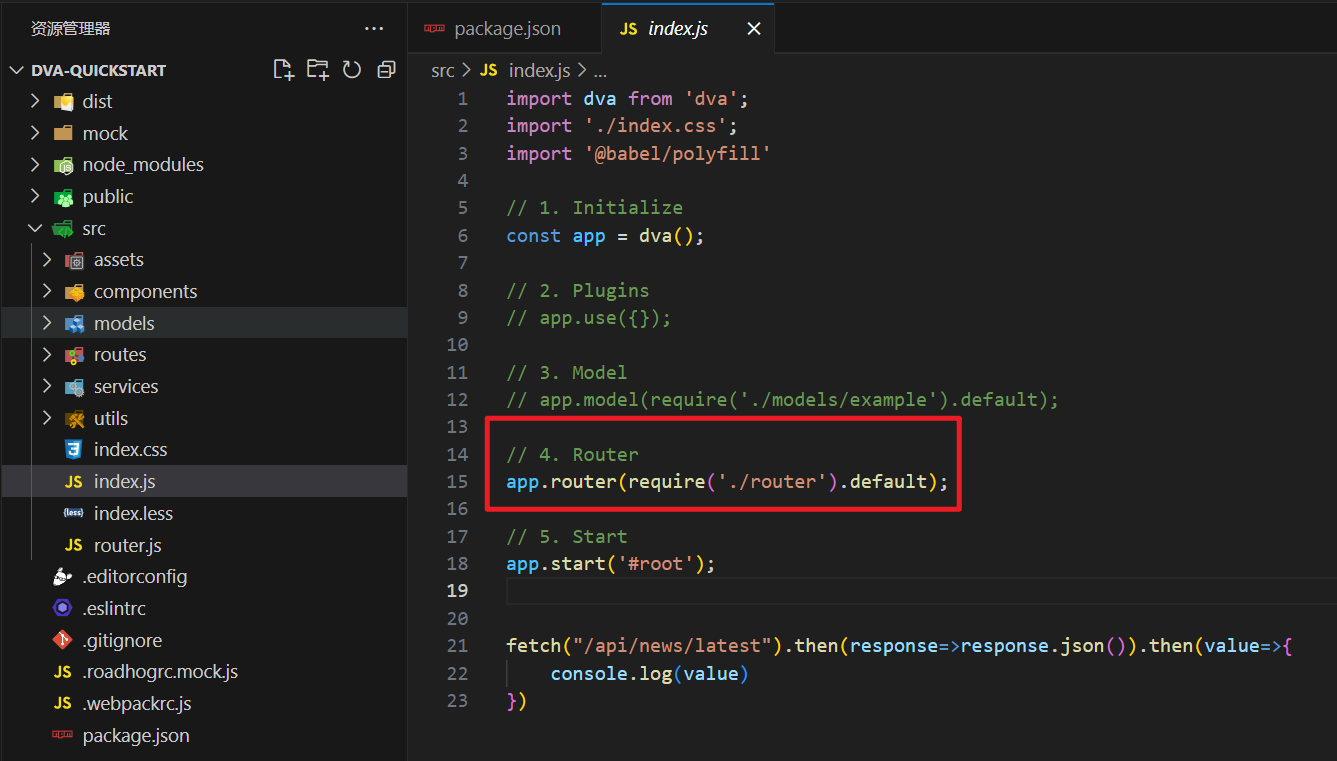 资源管理器
DVA-QUICKSTART
dist
mock
node_modules
public
src
assets
components
models
routes
services
utils
index.css
JS index.js
{less} index.less
JS router.js
.editorconfig
.eslintrc
.gitignore
JS .roadhogrc.mock.js
JS .webpackrc.js
package.json
package.json JS index.js
src > JS index.js > ...
1 import dva from 'dva';
2 import './index.css';
3 import '@babel/polyfill'
4
5 // 1. Initialize
6 const app = dva();
7
8 // 2. Plugins
9 // app.use({});
10
11 // 3. Model
12 // app.model(require('./models/example').default);
13
14 // 4. Router
15 app.router(require('./router').default);
16
17 // 5. Start
18 app.start('#root');
19
20
21 fetch("/api/news/latest").then(response=>response.json()).then(value=>{
22 console.log(value)
23 })